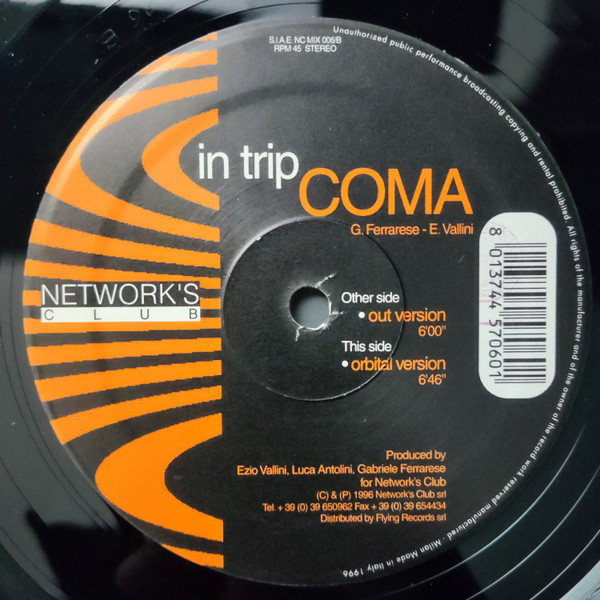 S.I.A.E. NC MIX 006/B
RPM 45 STEREO
Unauthorized public performance broadcasting copying and rental prohibited. All rights of the manufacturer and of the owner of the record work reserved
manufactured - Milan Made in Italy 1996
in trip
COMA
G. Ferrarese - E. Vallini
NETWORK'S
CLUB
Other side
• out version
6'00"
This side
• orbital version
6'46"
8 013744 570601
Produced by
Ezio Vallini, Luca Antolini, Gabriele Ferrarese
for Network's Club
(C) & (P) 1996 Network's Club srl
Tel. + 39 (0) 39 650962 Fax + 39 (0) 39 654434
Distributed by Flying Records srl